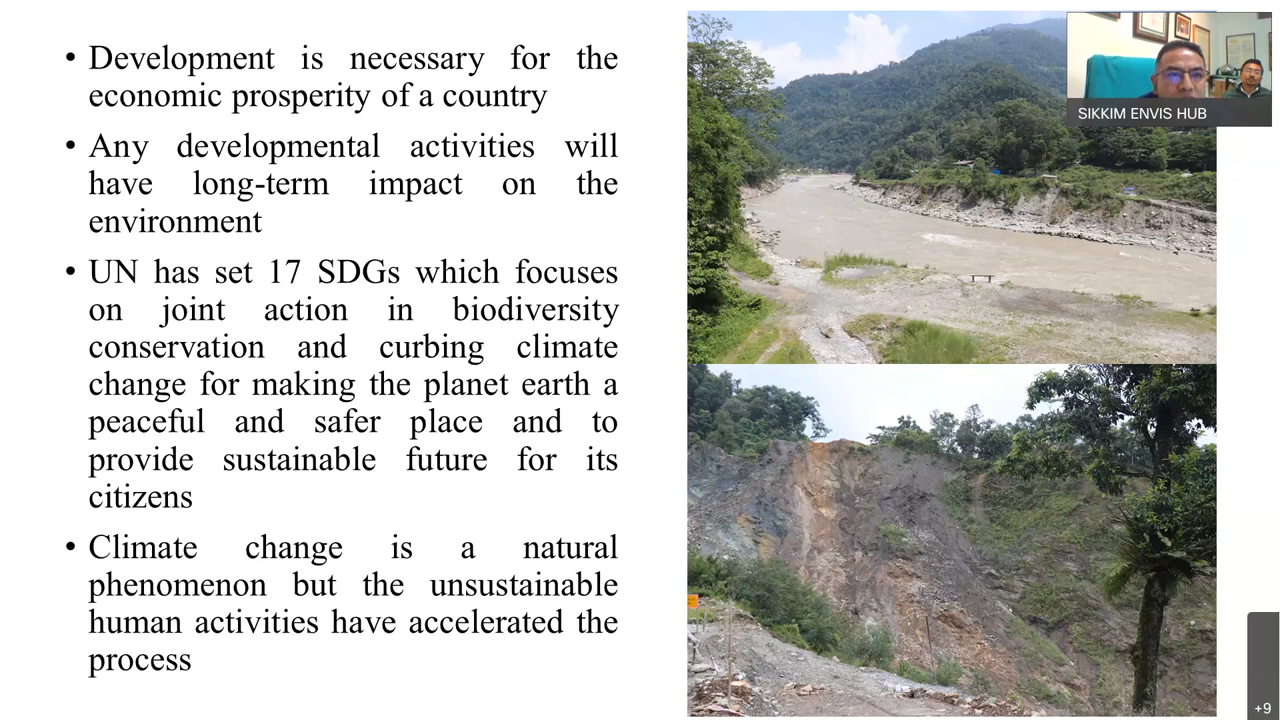 • Development is necessary for the
economic prosperity of a country
• Any developmental activities will
have long-term impact on the
environment
• UN has set 17 SDGs which focuses
on joint action in biodiversity
conservation and curbing climate
change for making the planet earth a
peaceful and safer place and to
provide sustainable future for its
citizens
• Climate change is a natural
phenomenon but the unsustainable
human activities have accelerated the
process
SIKKIM ENVIS HUB
+9